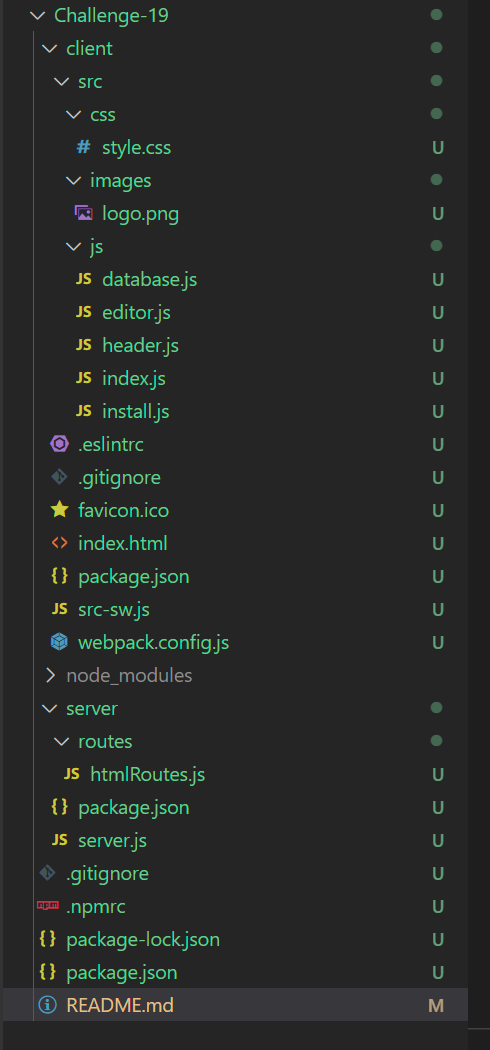 Challenge-19
client
src
css
# style.css U
images
logo.png U
js
JS database.js U
JS editor.js U
JS header.js U
JS index.js U
JS install.js U
.eslintrc U
.gitignore U
favicon.ico U
<> index.html U
{} package.json U
JS src-sw.js U
webpack.config.js U
node_modules
server
routes
JS htmlRoutes.js U
{} package.json U
JS server.js U
.gitignore U
npm .npmrc U
{} package-lock.json U
{} package.json U
README.md M